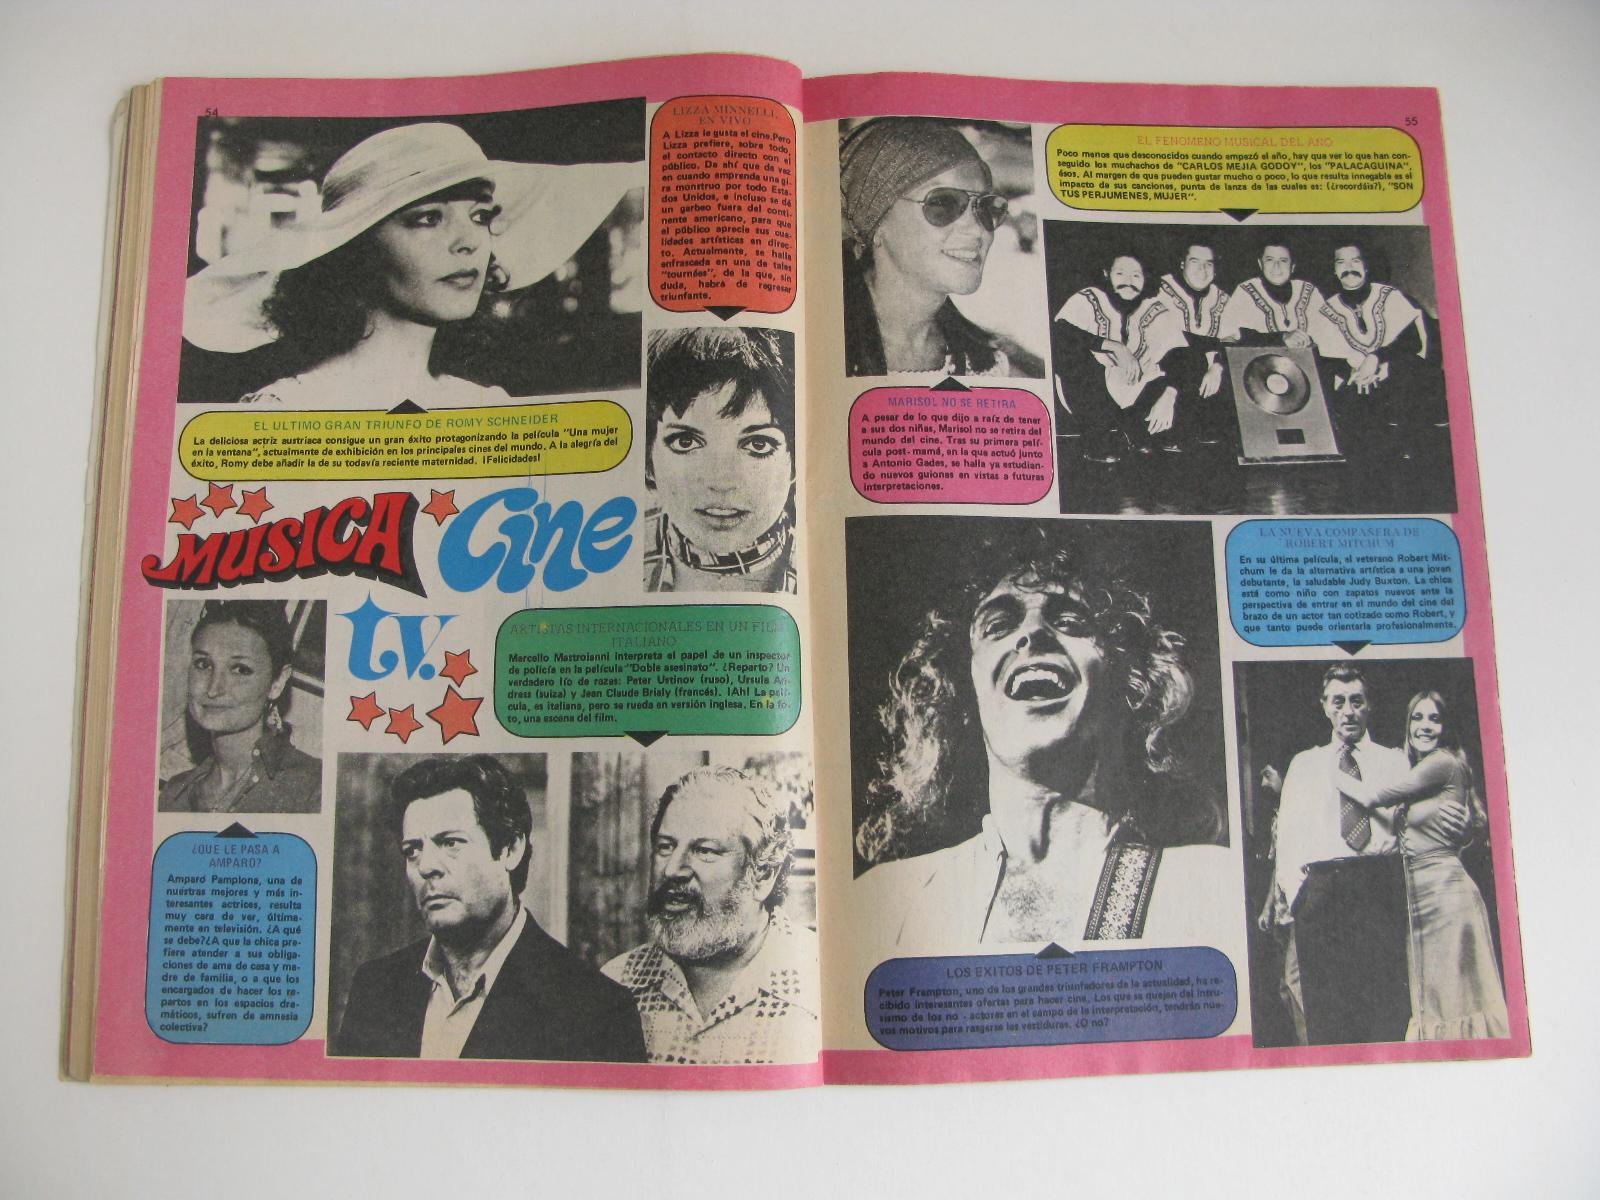 54
LIZZA MINNELLI,
EN VIVO
A Lizza le gusta el cine. Pero
Lizza prefiere, sobre todo,
el contacto directo con el
público. De ahí que de vez
en cuando emprenda una gi-
ra monstruo por todo Esta-
dos Unidos, e incluso se dé
un garbeo fuera del conti-
nente americano, para que
el público aprecie sus cua-
lidades artísticas en direc-
to. Actualmente, se halla
enfrascada en una de tales
"tournées", de la que, sin
duda, habrá de regresar
triunfante.
EL ULTIMO GRAN TRIUNFO DE ROMY SCHNEIDER
La deliciosa actriz austríaca consigue un gran éxito protagonizando la película "Una mujer
en la ventana", actualmente de exhibición en los principales cines del mundo. A la alegría del
éxito, Romy debe añadir la de su todavía reciente maternidad. ¡Felicidades!
MUSICA Cine
tv.
ARTISTAS INTERNACIONALES EN UN FILM
ITALIANO
Marcello Mastroianni interpreta el papel de un inspector
de policía en la película "Doble asesinato". ¿Reparto? Un
verdadero lío de razas: Peter Ustinov (ruso), Ursula An-
dress (suiza) y Jean Claude Brialy (francés). ¡Ah! La pelí-
cula, es italiana, pero se rueda en versión inglesa. En la fo-
to, una escena del film.
¿QUE LE PASA A
AMPARO?
Amparo Pamplona, una de
nuestras mejores y más in-
teresantes actrices, resulta
muy cara de ver, última-
mente en televisión. ¿A qué
se debe? ¿A que la chica pre-
fiere atender a sus obliga-
ciones de ama de casa y ma-
dre de familia, o a que los
encargados de hacer los re-
partos en los espacios dra-
máticos, sufren de amnesia
colectiva?
55
EL FENOMENO MUSICAL DEL AÑO
Poco menos que desconocidos cuando empezó el año, hay que ver lo que han con-
seguido los muchachos de "CARLOS MEJIA GODOY", los "PALACAGUINA",
ésos. Al margen de que pueden gustar mucho o poco, lo que resulta innegable es el
impacto de sus canciones, punta de lanza de las cuales es: (¿recordáis?), "SON
TUS PERJUMENES, MUJER".
MARISOL NO SE RETIRA
A pesar de lo que dijo a raíz de tener
a sus dos niñas, Marisol no se retira del
mundo del cine. Tras su primera pelí-
cula post-mamá, en la que actuó junto
a Antonio Gades, se halla ya estudian-
do nuevos guiones en vistas a futuras
interpretaciones.
LA NUEVA COMPAÑERA DE
ROBERT MITCHUM
En su última película, el veterano Robert Mit-
chum le da la alternativa artística a una joven
debutante, la saludable Judy Buxton. La chica
está como niño con zapatos nuevos ante la
perspectiva de entrar en el mundo del cine del
brazo de un actor tan cotizado como Robert, y
que tanto puede orientarla profesionalmente.
LOS EXITOS DE PETER FRAMPTON
Peter Frampton, uno de los grandes triunfadores de la actualidad, ha re-
cibido interesantes ofertas para hacer cine. Los que se quejan del intru-
sismo de los no - actores en el campo de la interpretación, tendrán nue-
vos motivos para rasgarse las vestiduras. ¿O no?